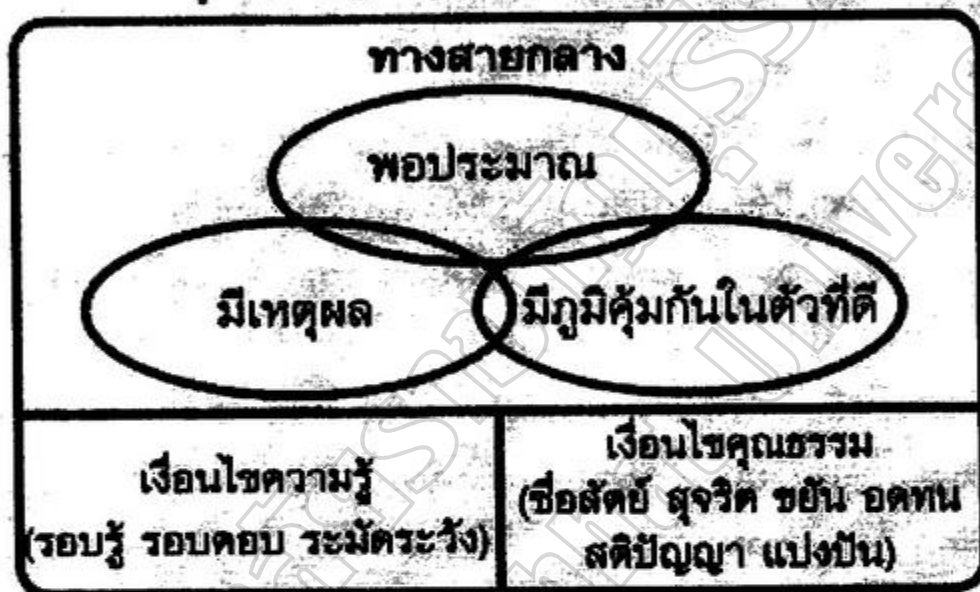 ทางสายกลาง
พอประมาณ
มีเหตุผล
มีภูมิคุ้มกันในตัวที่ดี
เงื่อนไขความรู้
(รอบรู้ รอบคอบ ระมัดระวัง)
เงื่อนไขคุณธรรม
(ซื่อสัตย์ สุจริต ขยัน อดทน
สติปัญญา แบ่งปัน)